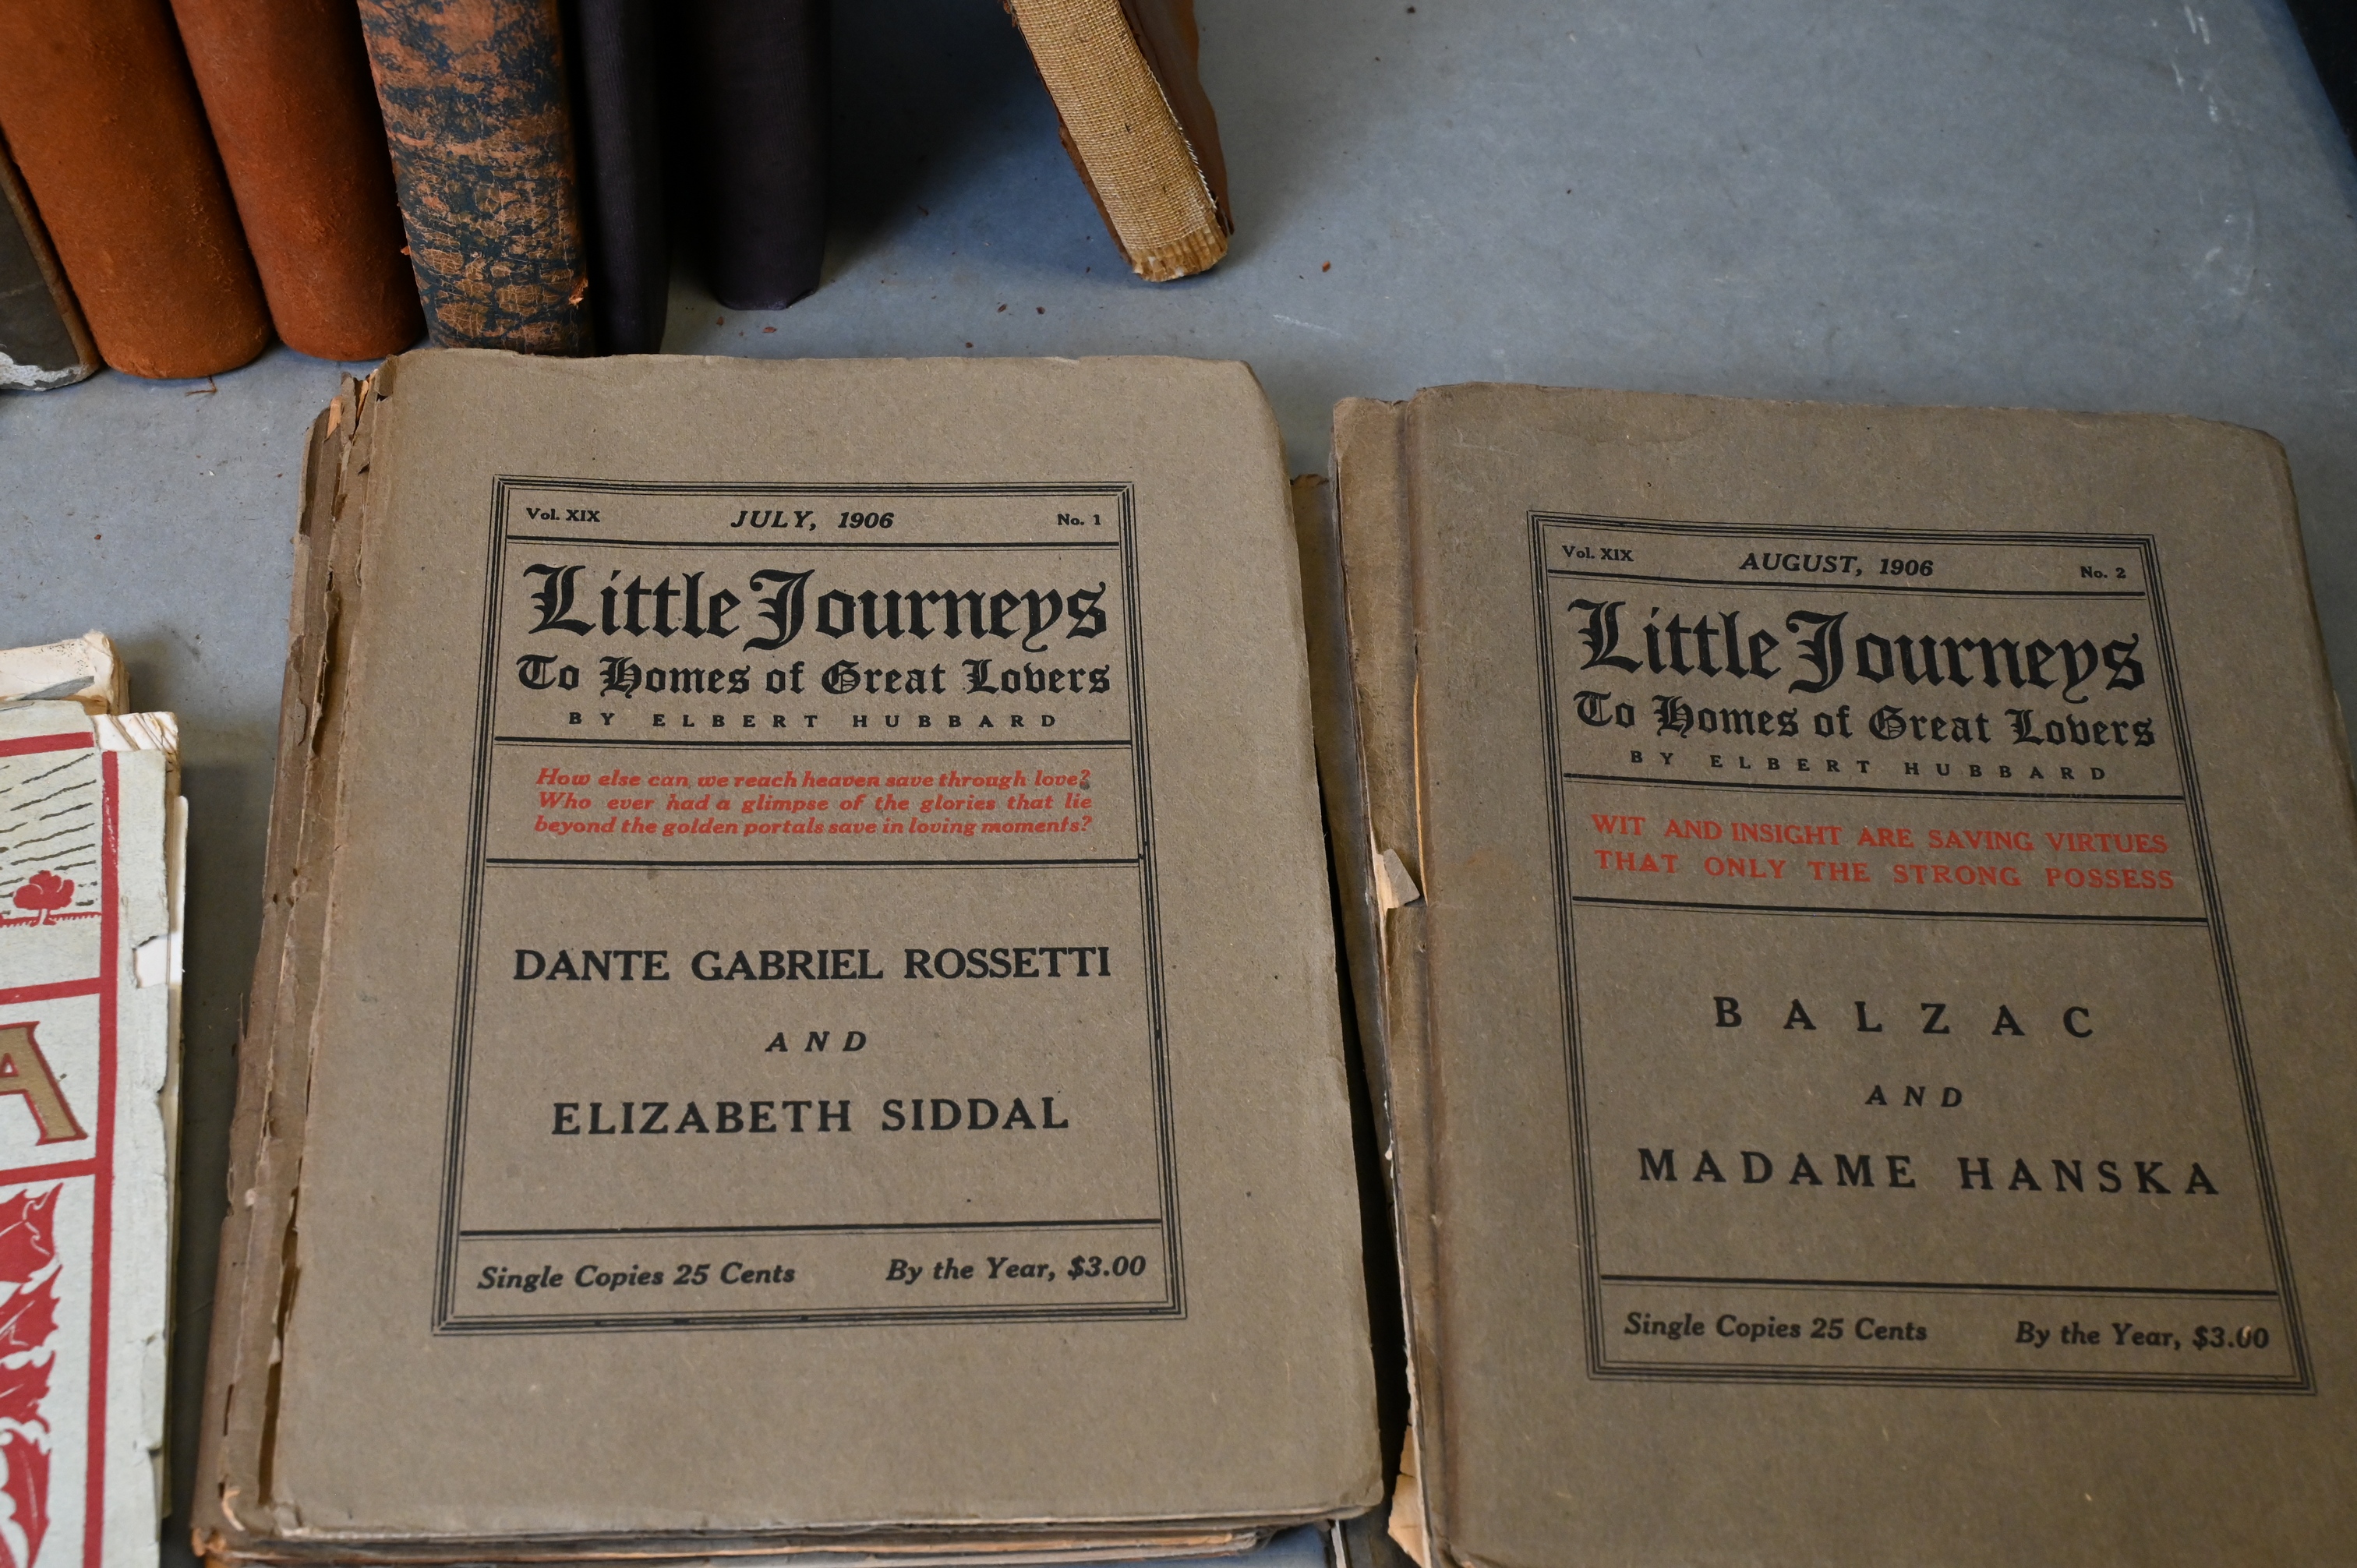 Vol. XIX JULY, 1906 No. 1
Little Journeys
To Homes of Great Lovers
BY ELBERT HUBBARD
How else can we reach heaven save through love?
Who ever had a glimpse of the glories that lie
beyond the golden portals save in loving moments?
DANTE GABRIEL ROSSETTI
AND
ELIZABETH SIDDAL
Single Copies 25 Cents By the Year, $3.00
Vol. XIX AUGUST, 1906 No. 2
Little Journeys
To Homes of Great Lovers
BY ELBERT HUBBARD
WIT AND INSIGHT ARE SAVING VIRTUES
THAT ONLY THE STRONG POSSESS
BALZAC
AND
MADAME HANSKA
Single Copies 25 Cents By the Year, $3.00
A